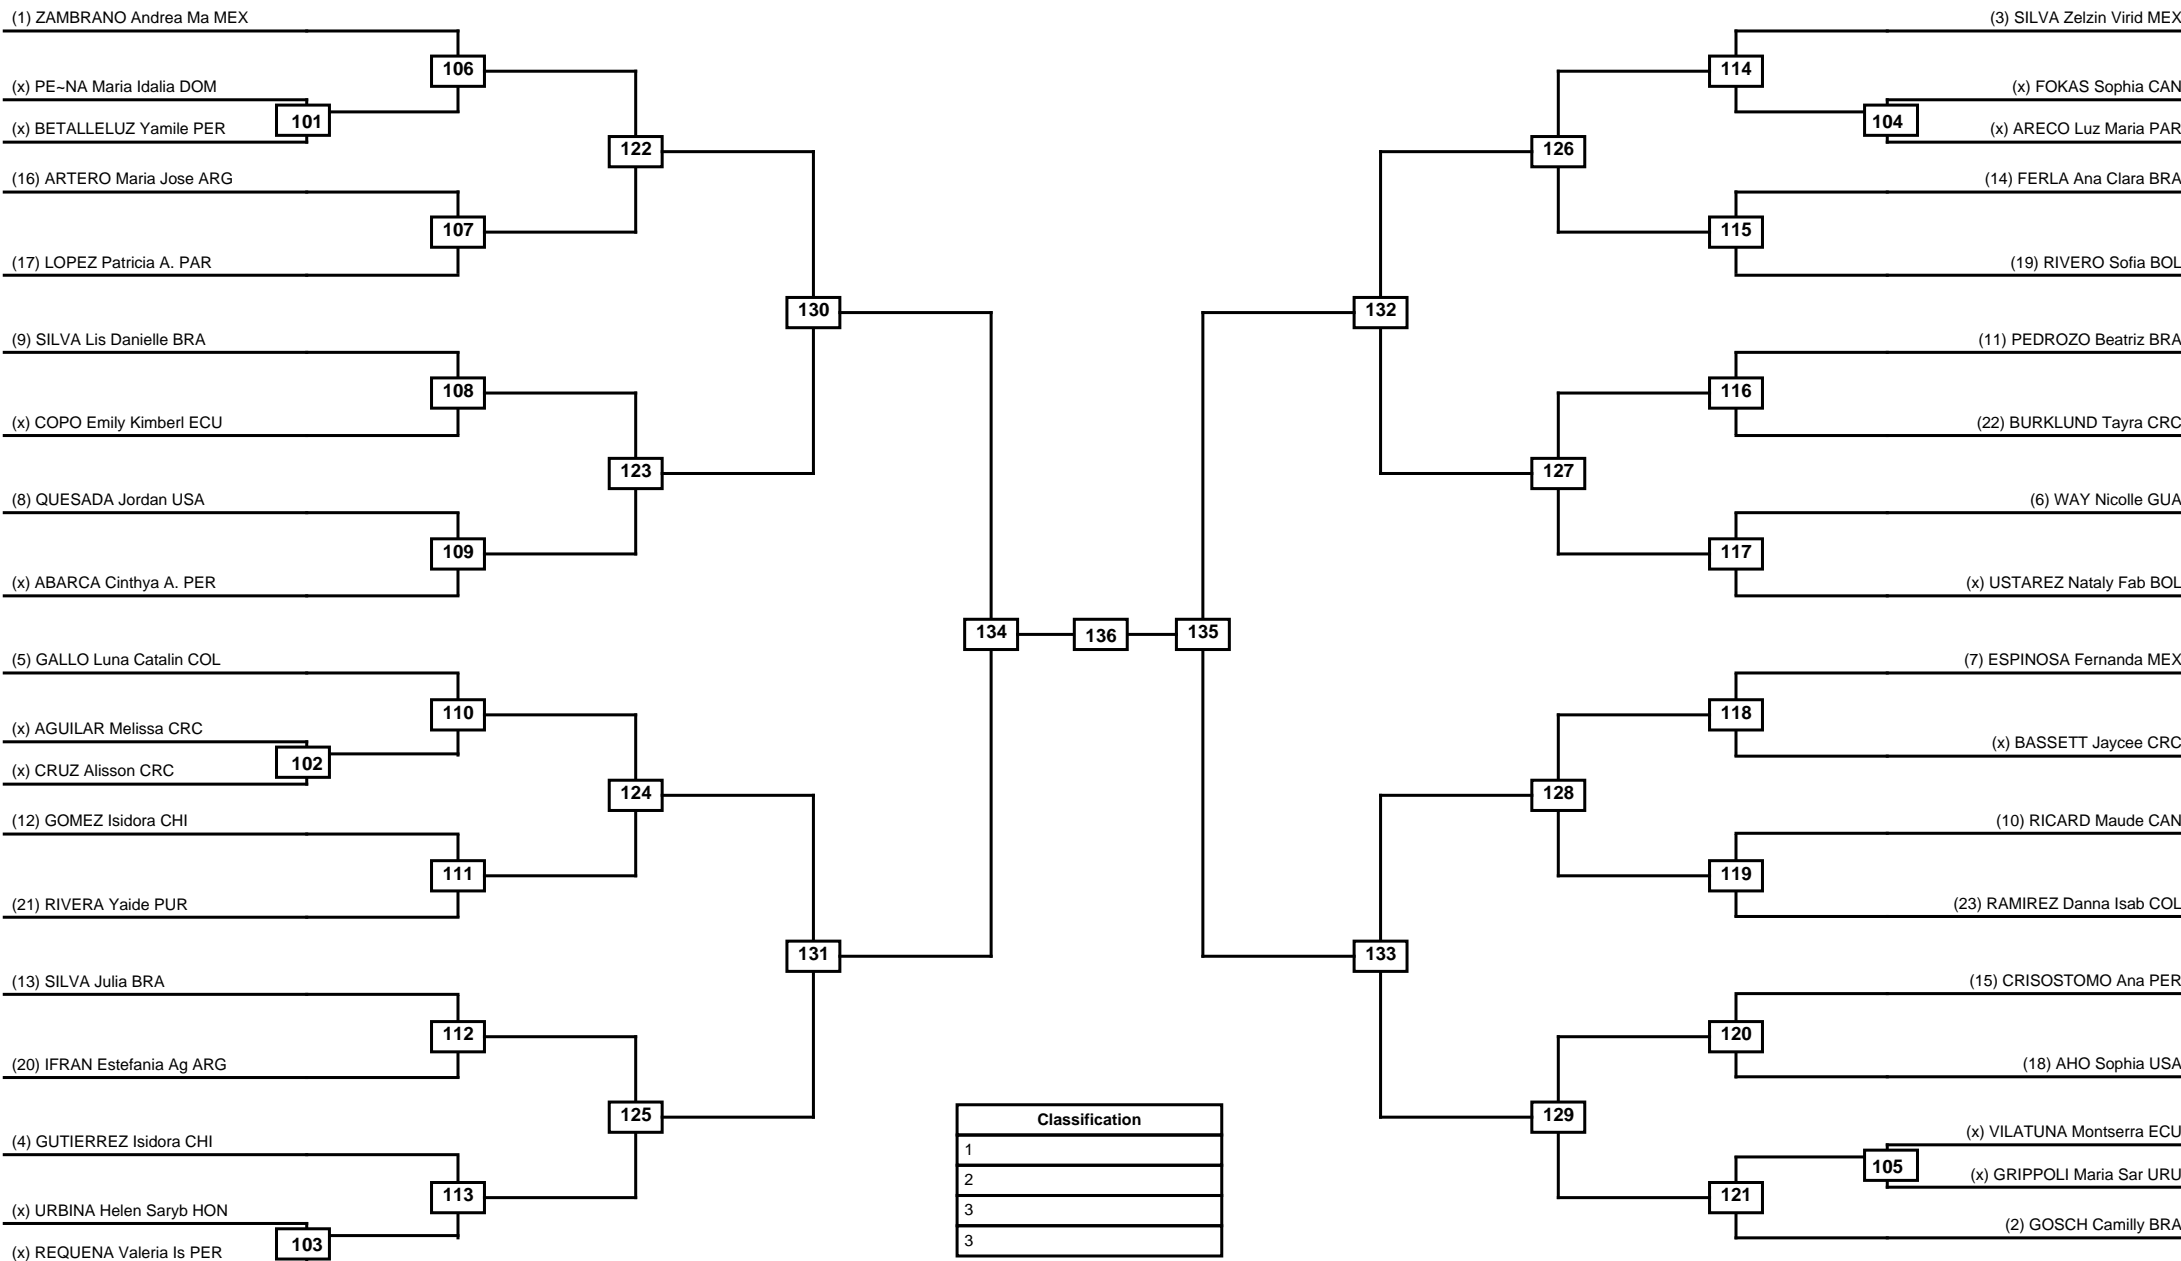 (1) ZAMBRANO Andrea Ma MEX
106
(x) PE~NA Maria Idalia DOM
101
(x) BETALLELUZ Yamile PER
122
(16) ARTERO Maria Jose ARG
107
(17) LOPEZ Patricia A. PAR
130
(9) SILVA Lis Danielle BRA
108
(x) COPO Emily Kimberl ECU
123
(8) QUESADA Jordan USA
109
(x) ABARCA Cinthya A. PER
134
(5) GALLO Luna Catalin COL
110
(x) AGUILAR Melissa CRC
102
(x) CRUZ Alisson CRC
124
(12) GOMEZ Isidora CHI
111
(21) RIVERA Yaide PUR
131
(13) SILVA Julia BRA
112
(20) IFRAN Estefania Ag ARG
125
(4) GUTIERREZ Isidora CHI
113
(x) URBINA Helen Saryb HON
103
(x) REQUENA Valeria Is PER
136
(3) SILVA Zelzin Virid MEX
114
(x) FOKAS Sophia CAN
104
(x) ARECO Luz Maria PAR
126
(14) FERLA Ana Clara BRA
115
(19) RIVERO Sofia BOL
132
(11) PEDROZO Beatriz BRA
116
(22) BURKLUND Tayra CRC
127
(6) WAY Nicolle GUA
117
(x) USTAREZ Nataly Fab BOL
135
(7) ESPINOSA Fernanda MEX
118
(x) BASSETT Jaycee CRC
128
(10) RICARD Maude CAN
119
(23) RAMIREZ Danna Isab COL
133
(15) CRISOSTOMO Ana PER
120
(18) AHO Sophia USA
129
(x) VILATUNA Montserra ECU
105
(x) GRIPPOLI Maria Sar URU
121
(2) GOSCH Camilly BRA
Classification
1
2
3
3